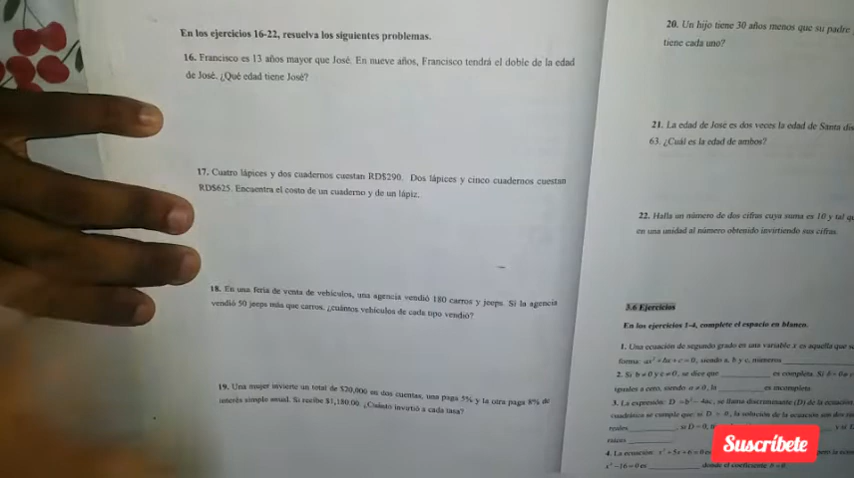 En los ejercicios 16-22, resuelva los siguientes problemas.
16. Francisco es 13 años mayor que José. En nueve años, Francisco tendrá el doble de la edad
de José. ¿Qué edad tiene José?
17. Cuatro lápices y dos cuadernos cuestan RD$290. Dos lápices y cinco cuadernos cuestan
RD$625. Encuentra el costo de un cuaderno y de un lápiz.
18. En una feria de venta de vehículos, una agencia vendió 180 carros y jeeps. Si la agencia
vendió 50 jeeps más que carros, ¿cuántos vehículos de cada tipo vendió?
19. Una mujer invierte un total de $20,000 en dos cuentas, una paga 5% y la otra paga 8% de
interés simple anual. Si recibe $1,180.00. ¿Cuánto invirtió a cada tasa?
20. Un hijo tiene 30 años menos que su padre
tiene cada uno?
21. La edad de José es dos veces la edad de Santa
63. ¿Cuál es la edad de ambos?
22. Halla un número de dos cifras cuya suma es 10 y tal
en una unidad al número obtenido invirtiendo sus cifras.
5.6 Ejercicios
En los ejercicios 1-4, complete el espacio en blanco.
1. Una ecuación de segundo grado en una variable x es aquella que
forma: ax² + bx + c = 0, siendo a, b y c, números
2. Si b ≠ 0 y c ≠ 0, se dice que es completa. Si
iguales a cero, siendo a ≠ 0, la es incompleta
3. La expresión: D = b² − 4ac, se llama discriminante (D) de la ecuación
cuadrática se cumple que: si D > 0, la solución de la ecuación son dos
reales , si D = 0,
raíces
4. La ecuación: x² + 5x + 6 = 0 es
x² − 16 = 0 es donde el coeficiente b = 0
Suscríbete